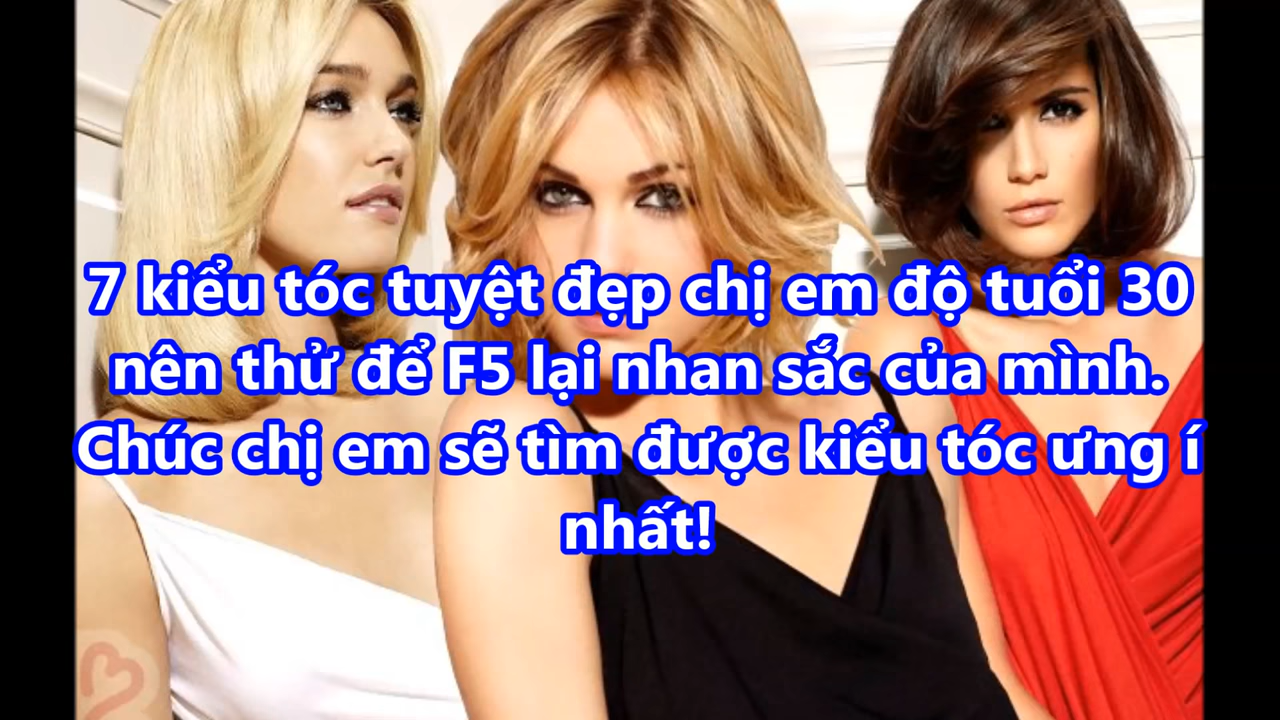 7 kiểu tóc tuyệt đẹp chị em độ tuổi 30
nên thử để F5 lại nhan sắc của mình.
Chúc chị em sẽ tìm được kiểu tóc ưng í
nhất!